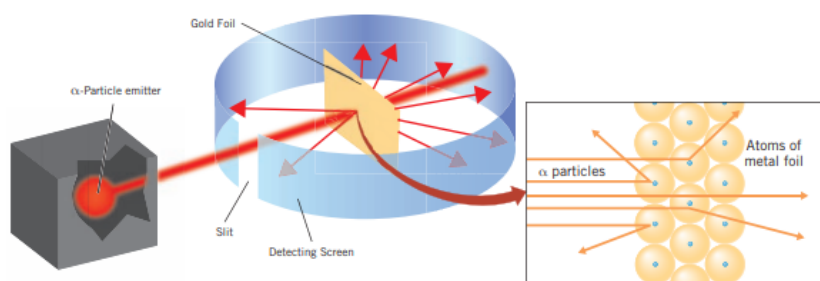 Gold Foil
α-Particle emitter
Slit
Detecting Screen
α particles
Atoms of
metal foil